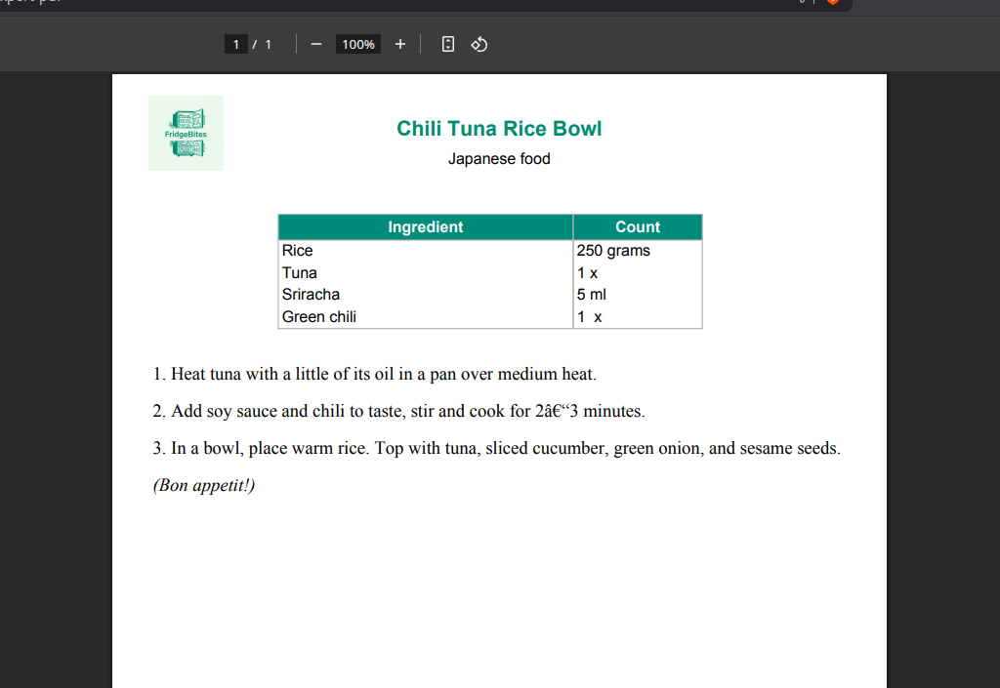 1 / 1
100%
FridgeBites
Chili Tuna Rice Bowl
Japanese food
Ingredient Count
Rice 250 grams
Tuna 1 x
Sriracha 5 ml
Green chili 1 x
1. Heat tuna with a little of its oil in a pan over medium heat.
2. Add soy sauce and chili to taste, stir and cook for 2â€“3 minutes.
3. In a bowl, place warm rice. Top with tuna, sliced cucumber, green onion, and sesame seeds.
(Bon appetit!)